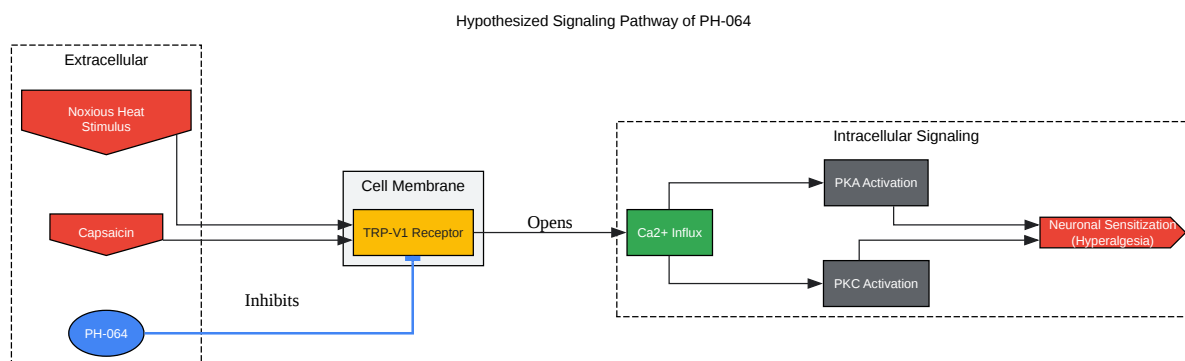 Hypothesized Signaling Pathway of PH-064
Extracellular
Noxious Heat
Stimulus
Capsaicin
PH-064
Inhibits
Cell Membrane
TRP-V1 Receptor
Opens
Intracellular Signaling
Ca2+ Influx
PKA Activation
PKC Activation
Neuronal Sensitization
(Hyperalgesia)